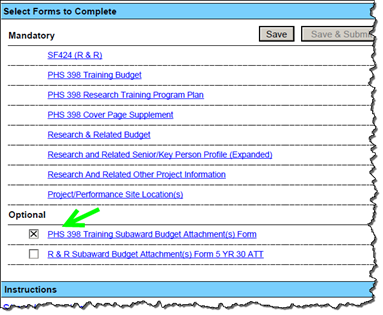 Select Forms to Complete
Mandatory
Save
Save & Submi
SF424 (R & R)
PHS 398 Training Budget
PHS 398 Research Training Program Plan
PHS 398 Cover Page Supplement
Research & Related Budget
Research and Related Senior/Key Person Profile (Expanded)
Research And Related Other Project Information
Project/Performance Site Location(s)
Optional
PHS 398 Training Subaward Budget Attachment(s) Form
R & R Subaward Budget Attachment(s) Form 5 YR 30 ATT
Instructions